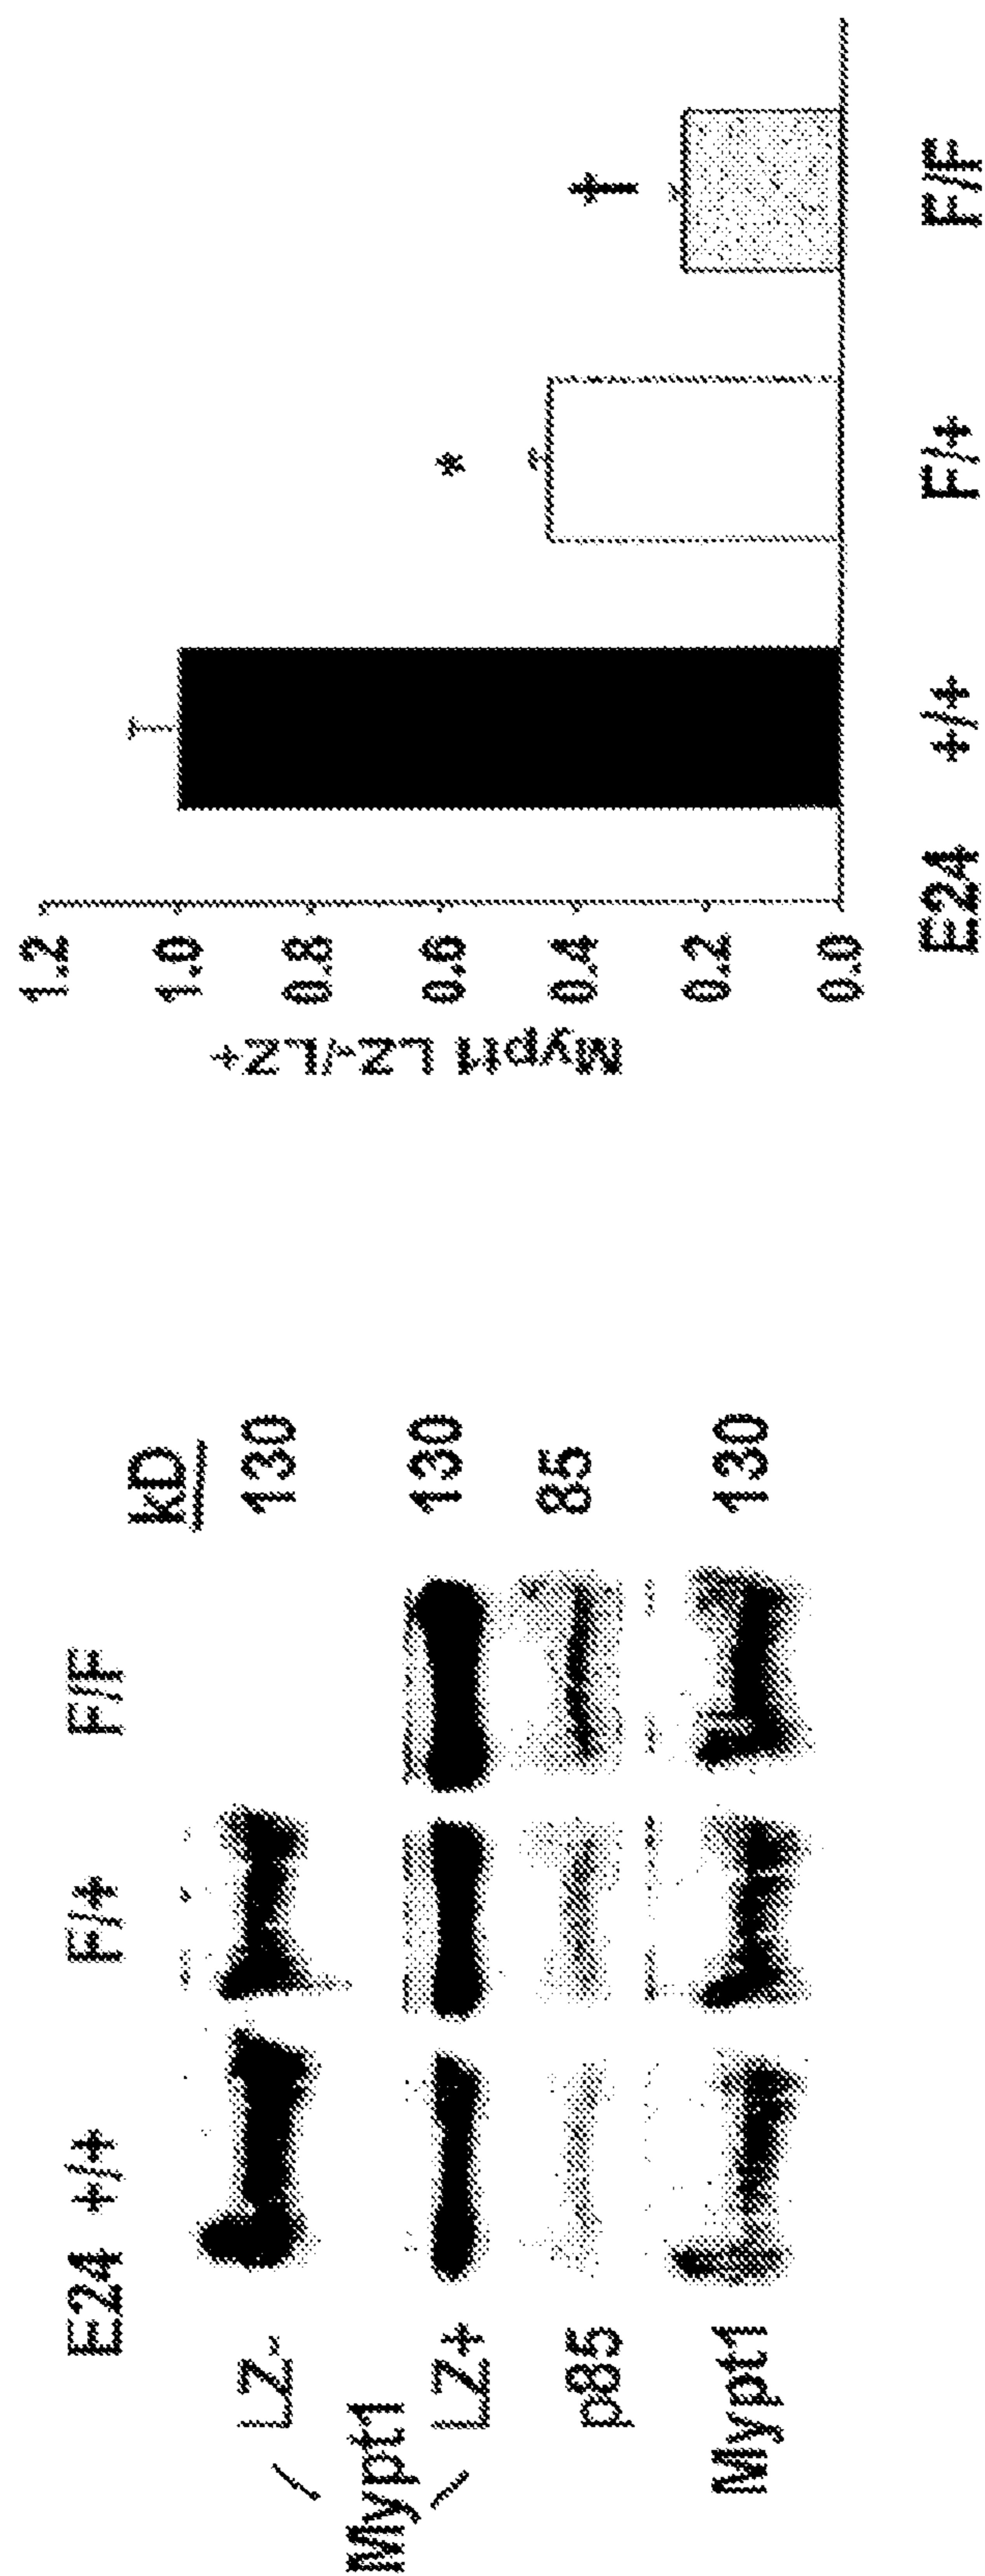 E24 +/+ F/+ F/F kD
LZ- 130
Mypt1
LZ+ 130
p85 85
Mypt1 130
Mypt1 LZ-/LZ+
1.2
1.0
0.8
0.6
0.4
0.2
0.0
*
†
E24 +/+ F/+ F/F